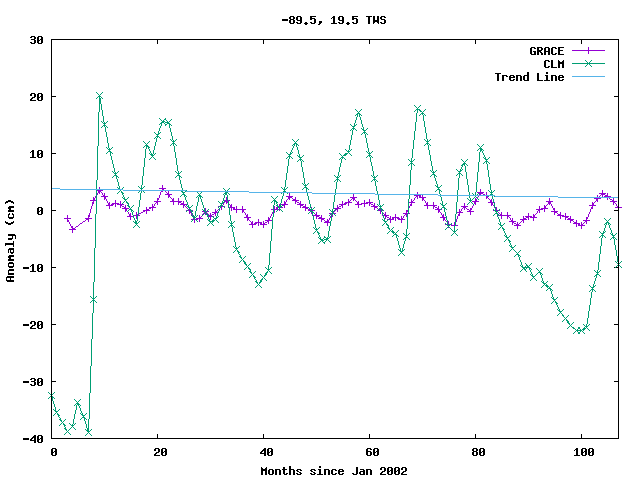 -89.5, 19.5 TWS
GRACE
CLM
Trend Line
30
20
10
0
-10
-20
-30
-40
Anomaly (cm)
0 20 40 60 80 100
Months since Jan 2002